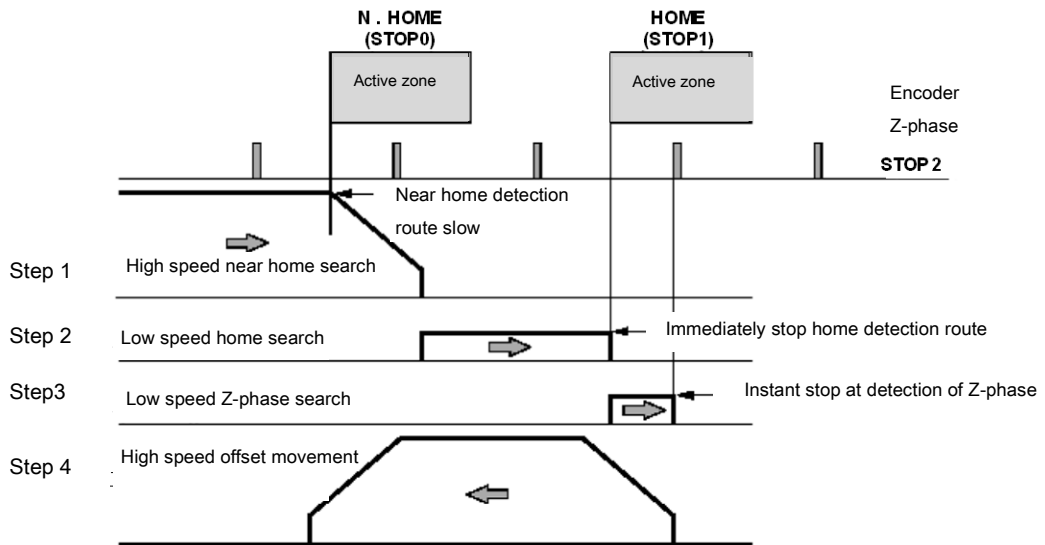 N . HOME
(STOP0)
HOME
(STOP1)
Active zone
Active zone
Encoder
Z-phase
STOP 2
Near home detection
route slow
Step 1
High speed near home search
Step 2
Low speed home search
Immediately stop home detection route
Step3
Low speed Z-phase search
Instant stop at detection of Z-phase
Step 4
High speed offset movement